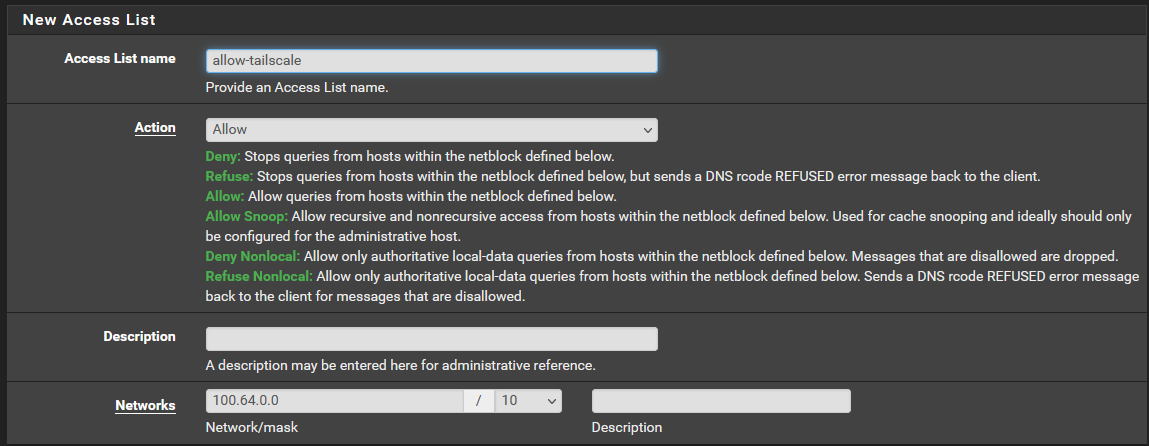 New Access List
Access List name
allow-tailscale
Provide an Access List name.
Action
Allow
Deny: Stops queries from hosts within the netblock defined below.
Refuse: Stops queries from hosts within the netblock defined below, but sends a DNS rcode REFUSED error message back to the client.
Allow: Allow queries from hosts within the netblock defined below.
Allow Snoop: Allow recursive and nonrecursive access from hosts within the netblock defined below. Used for cache snooping and ideally should only
be configured for the administrative host.
Deny Nonlocal: Allow only authoritative local-data queries from hosts within the netblock defined below. Messages that are disallowed are dropped.
Refuse Nonlocal: Allow only authoritative local-data queries from hosts within the netblock defined below. Sends a DNS rcode REFUSED error message
back to the client for messages that are disallowed.
Description
A description may be entered here for administrative reference.
Networks
100.64.0.0 / 10
Network/mask Description